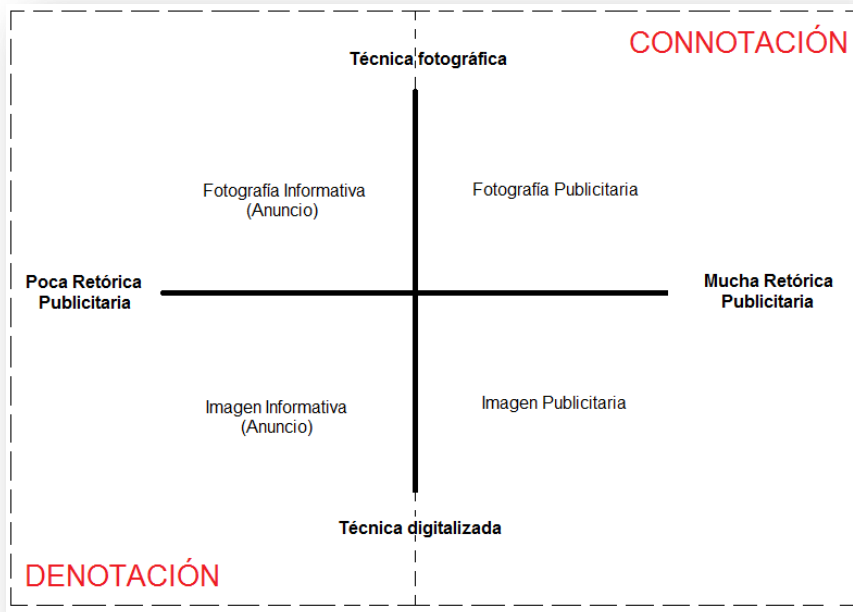 CONNOTACIÓN
Técnica fotográfica
Fotografía Informativa
(Anuncio)
Fotografía Publicitaria
Poca Retórica
Publicitaria
Mucha Retórica
Publicitaria
Imagen Informativa
(Anuncio)
Imagen Publicitaria
Técnica digitalizada
DENOTACIÓN